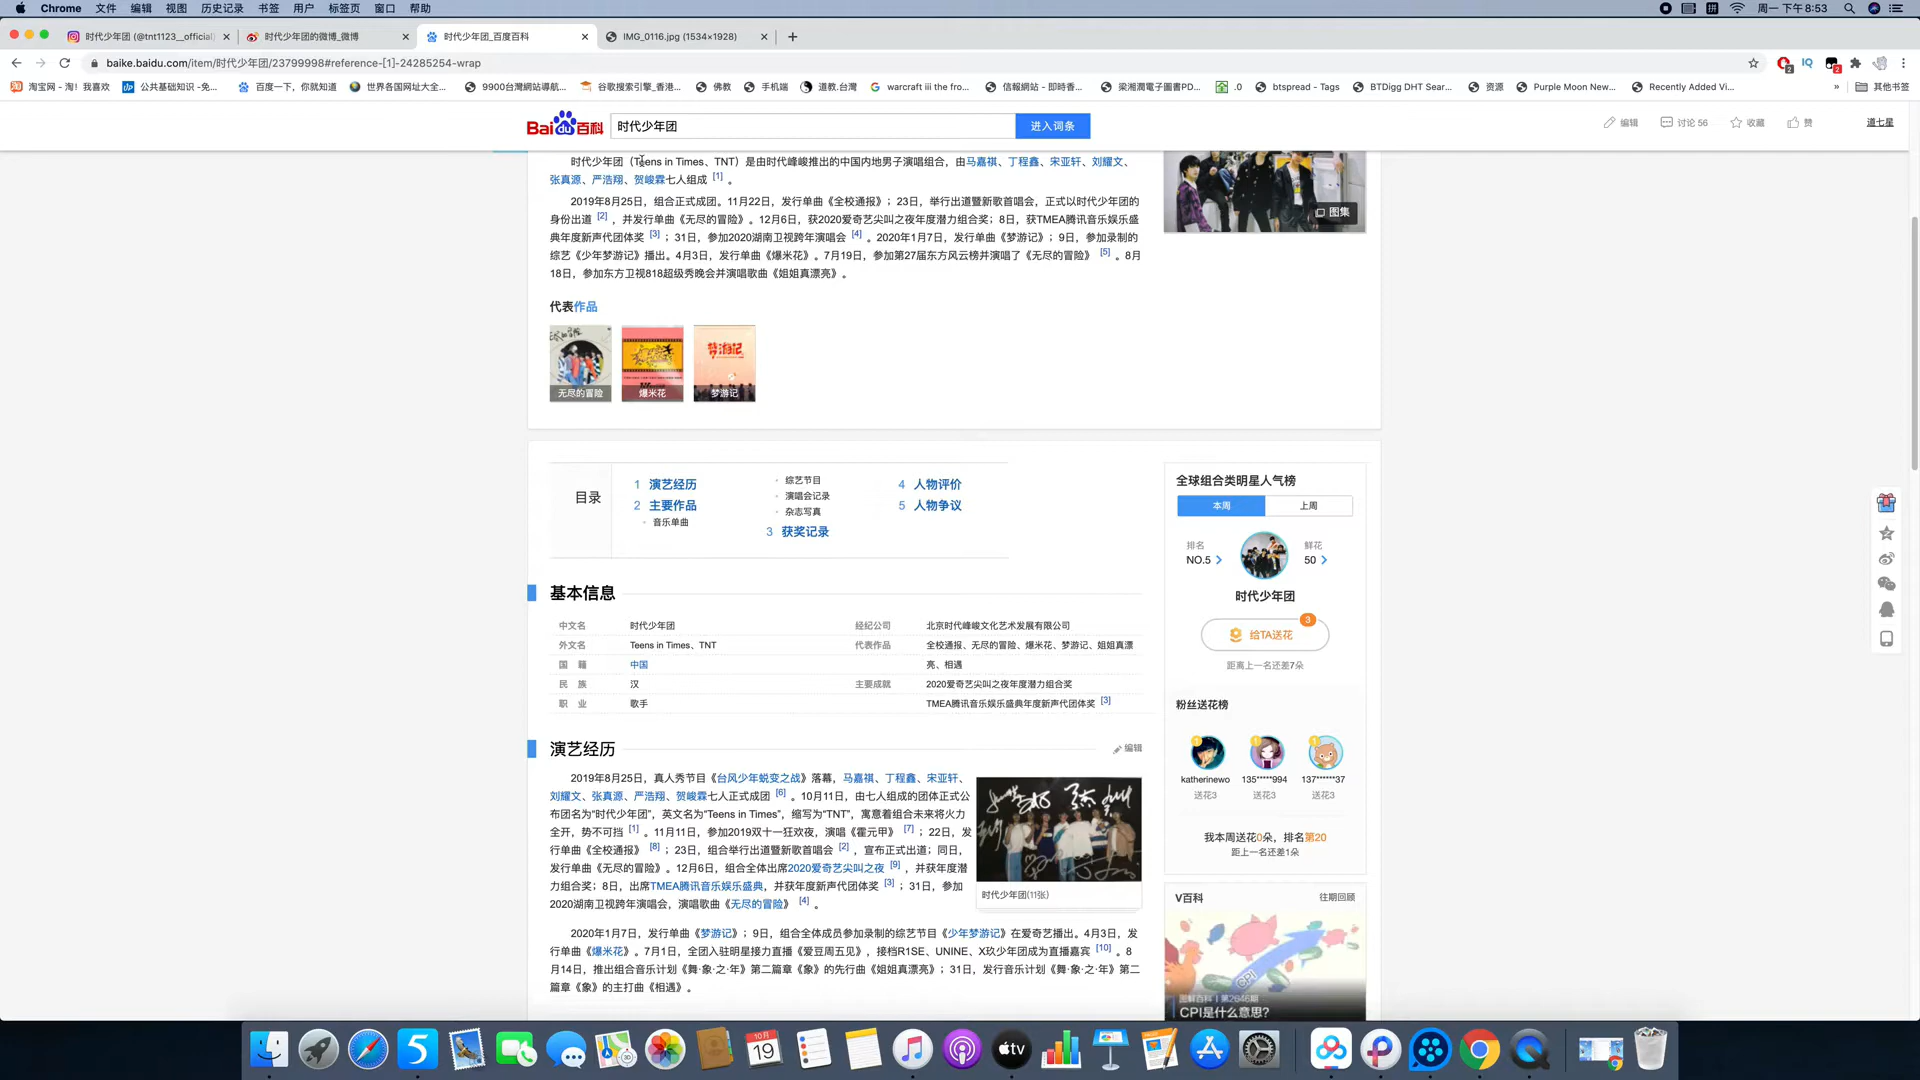 Chrome 文件 编辑 视图 历史记录 书签 用户 标签页 窗口 帮助 周一 下午8:53
时代少年团 (@tnt1123__official) 时代少年团的微博_微博 时代少年团_百度百科 IMG_0116.jpg (1534×1928)
baike.baidu.com/item/时代少年团/23799998#reference-[1]-24285254-wrap
淘宝网 - 淘！我喜欢 公共基础知识 -免... 百度一下，你就知道 世界各国网址大全... 9900台灣網站導航... 谷歌搜索引擎_香港... 佛教 手机端 道教.台灣 warcraft iii the fro... 信報網站 - 即時香... 梁湘潤電子圖書PD... .0 btspread - Tags BTDigg DHT Sear... 资源 Purple Moon New... Recently Added Vi... » 其他书签
Bai du 百科 时代少年团 进入词条 编辑 讨论 56 收藏 赞 道七星
时代少年团（Teens in Times、TNT）是由时代峰峻推出的中国内地男子演唱组合，由马嘉祺、丁程鑫、宋亚轩、刘耀文、
张真源、严浩翔、贺峻霖七人组成 [1] 。
2019年8月25日，组合正式成团。11月22日，发行单曲《全校通报》；23日，举行出道暨新歌首唱会，正式以时代少年团的
身份出道 [2] ，并发行单曲《无尽的冒险》。12月6日，获2020爱奇艺尖叫之夜年度潜力组合奖；8日，获TMEA腾讯音乐娱乐盛
典年度新声代团体奖 [3] ；31日，参加2020湖南卫视跨年演唱会 [4] 。2020年1月7日，发行单曲《梦游记》；9日，参加录制的
综艺《少年梦游记》播出。4月3日，发行单曲《爆米花》。7月19日，参加第27届东方风云榜并演唱了《无尽的冒险》 [5] 。8月
18日，参加东方卫视818超级秀晚会并演唱歌曲《姐姐真漂亮》。
图集
代表作品
无尽的冒险 爆米花 梦游记
梦游记
目录
1 演艺经历
2 主要作品
音乐单曲
综艺节目
演唱会记录
杂志写真
3 获奖记录
4 人物评价
5 人物争议
基本信息
中文名 时代少年团 经纪公司 北京时代峰峻文化艺术发展有限公司
外文名 Teens in Times、TNT 代表作品 全校通报、无尽的冒险、爆米花、梦游记、姐姐真漂
国 籍 中国 亮、相遇
民 族 汉 主要成就 2020爱奇艺尖叫之夜年度潜力组合奖
职 业 歌手 TMEA腾讯音乐娱乐盛典年度新声代团体奖 [3]
演艺经历 编辑
2019年8月25日，真人秀节目《台风少年蜕变之战》落幕，马嘉祺、丁程鑫、宋亚轩、
刘耀文、张真源、严浩翔、贺峻霖七人正式成团 [6] 。10月11日，由七人组成的团体正式公
布团名为“时代少年团”，英文名为“Teens in Times”，缩写为“TNT”，寓意着组合未来将火力
全开，势不可挡 [1] 。11月11日，参加2019双十一狂欢夜，演唱《霍元甲》 [7] ；22日，发
行单曲《全校通报》 [8] ；23日，组合举行出道暨新歌首唱会 [2] ，宣布正式出道；同日，
发行单曲《无尽的冒险》。12月6日，组合全体出席2020爱奇艺尖叫之夜 [9] ，并获年度潜
力组合奖；8日，出席TMEA腾讯音乐娱乐盛典，并获年度新声代团体奖 [3] ；31日，参加
2020湖南卫视跨年演唱会，演唱歌曲《无尽的冒险》 [4] 。
时代少年团(11张)
2020年1月7日，发行单曲《梦游记》；9日，组合全体成员参加录制的综艺节目《少年梦游记》在爱奇艺播出。4月3日，发
行单曲《爆米花》。7月1日，全团入驻明星接力直播《爱豆周五见》，接档R1SE、UNINE、X玖少年团成为直播嘉宾 [10] 。8
月14日，推出组合音乐计划《舞·象·之·年》第二篇章《象》的先行曲《姐姐真漂亮》；31日，发行音乐计划《舞·象·之·年》第二
篇章《象》的主打曲《相遇》。
全球组合类明星人气榜
本周 上周
排名 鲜花
NO.5 50
时代少年团
给TA送花 3
距离上一名还差7朵
粉丝送花榜
1 1 1
katherinewo 135*****994 137******37
送花3 送花3 送花3
我本周送花0朵，排名第20
距上一名还差1朵
V百科 往期回顾
CPI
图解百科 | 第2646期
CPI是什么意思?
5 10月 19 tv